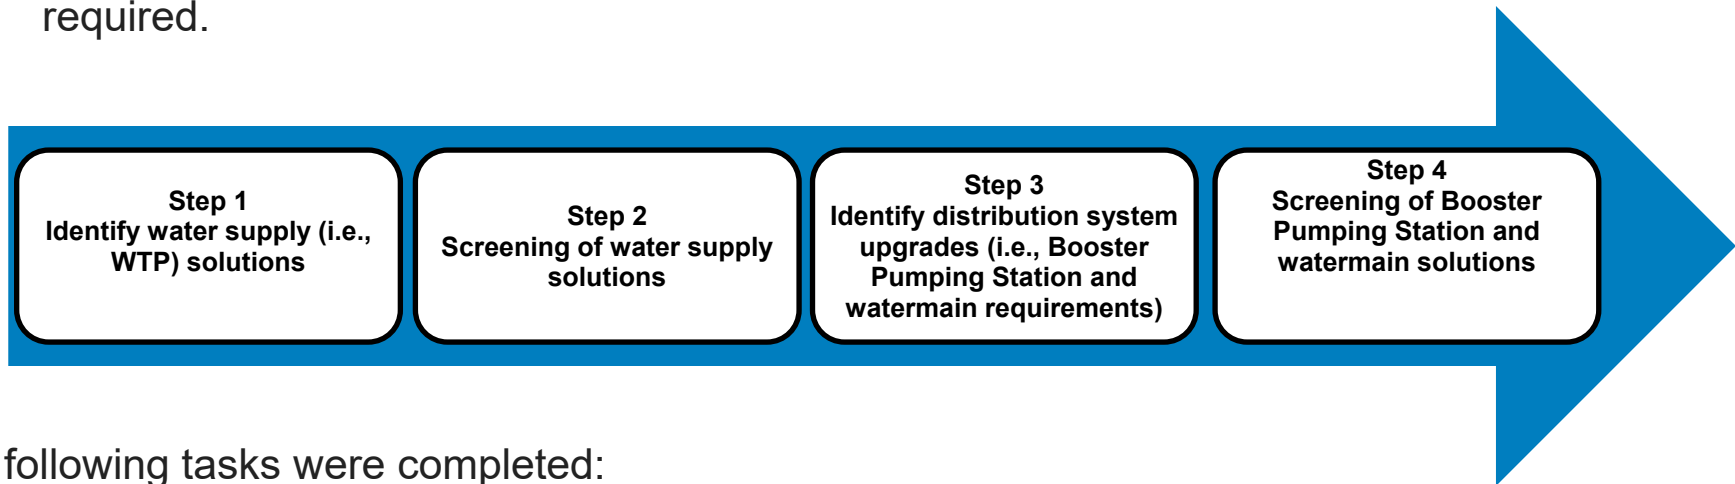 required.
Step 1
Identify water supply (i.e.,
WTP) solutions
Step 2
Screening of water supply
solutions
Step 3
Identify distribution system
upgrades (i.e., Booster
Pumping Station and
watermain requirements)
Step 4
Screening of Booster
Pumping Station and
watermain solutions
following tasks were completed: